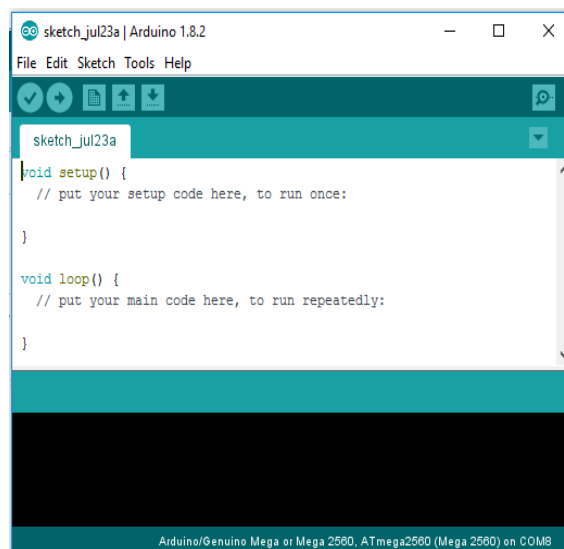 sketch_jul23a | Arduino 1.8.2
File Edit Sketch Tools Help
sketch_jul23a
void setup() {
// put your setup code here, to run once:
}
void loop() {
// put your main code here, to run repeatedly:
}
Arduino/Genuino Mega or Mega 2560, ATmega2560 (Mega 2560) on COM8